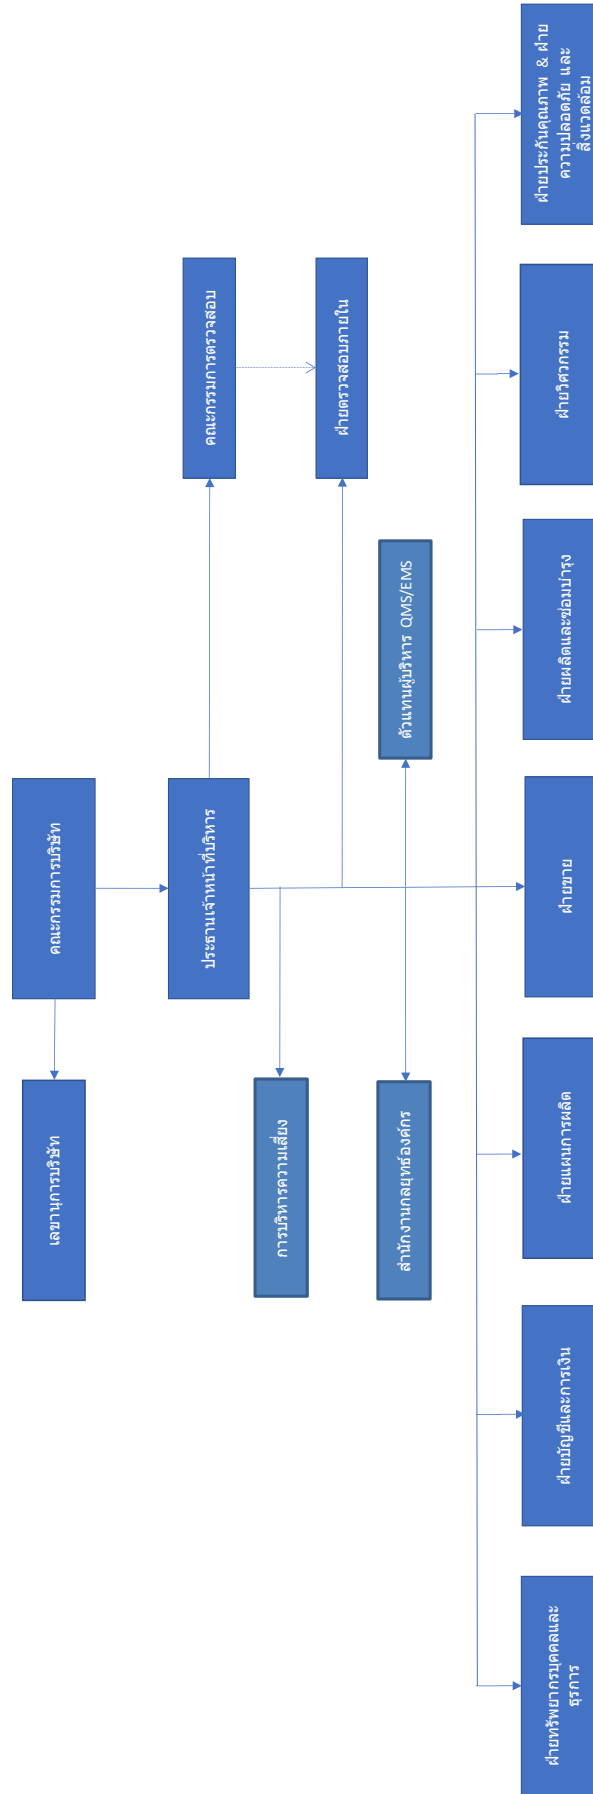 คณะกรรมการบริษัท
เลขานุการบริษัท
ประธานเจ้าหน้าที่บริหาร
คณะกรรมการตรวจสอบ
การบริหารความเสี่ยง
ฝ่ายตรวจสอบภายใน
สำนักงานกลยุทธ์องค์กร
ตัวแทนผู้บริหาร QMS/EMS
ฝ่ายทรัพยากรบุคคลและ
ธุรการ
ฝ่ายบัญชีและการเงิน
ฝ่ายแผนการผลิต
ฝ่ายขาย
ฝ่ายผลิตและซ่อมบำรุง
ฝ่ายวิศวกรรม
ฝ่ายประกันคุณภาพ & ฝ่าย
ความปลอดภัย และ
สิ่งแวดล้อม